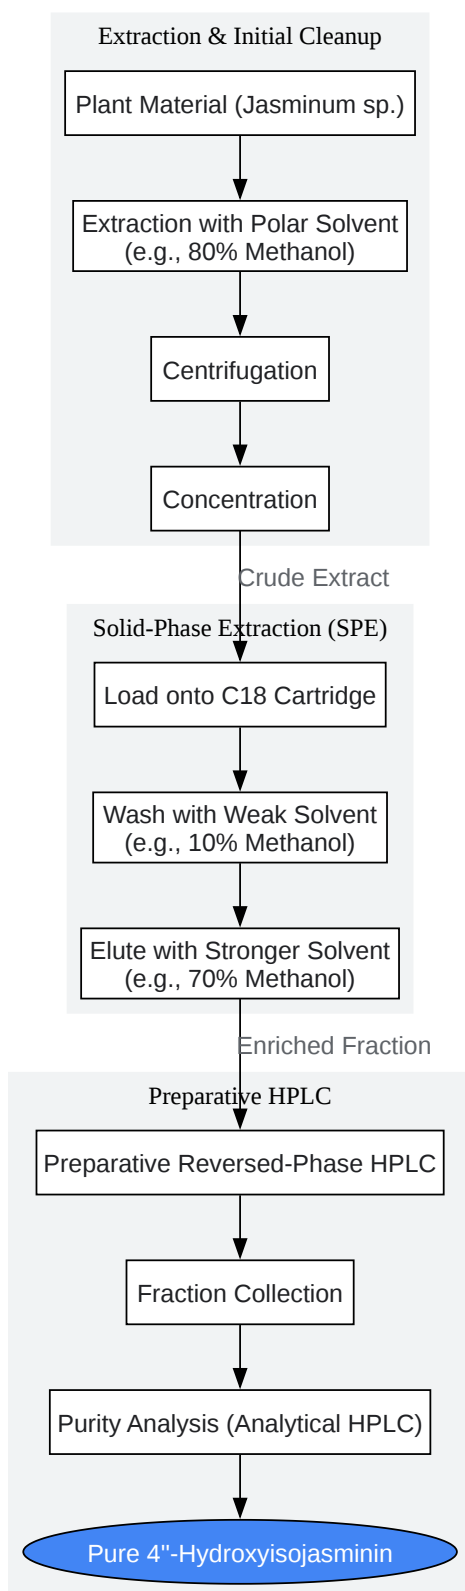 Extraction & Initial Cleanup
Plant Material (Jasminum sp.)
Extraction with Polar Solvent
(e.g., 80% Methanol)
Centrifugation
Concentration
Crude Extract
Solid-Phase Extraction (SPE)
Load onto C18 Cartridge
Wash with Weak Solvent
(e.g., 10% Methanol)
Elute with Stronger Solvent
(e.g., 70% Methanol)
Enriched Fraction
Preparative HPLC
Preparative Reversed-Phase HPLC
Fraction Collection
Purity Analysis (Analytical HPLC)
Pure 4"-Hydroxyisojasminin